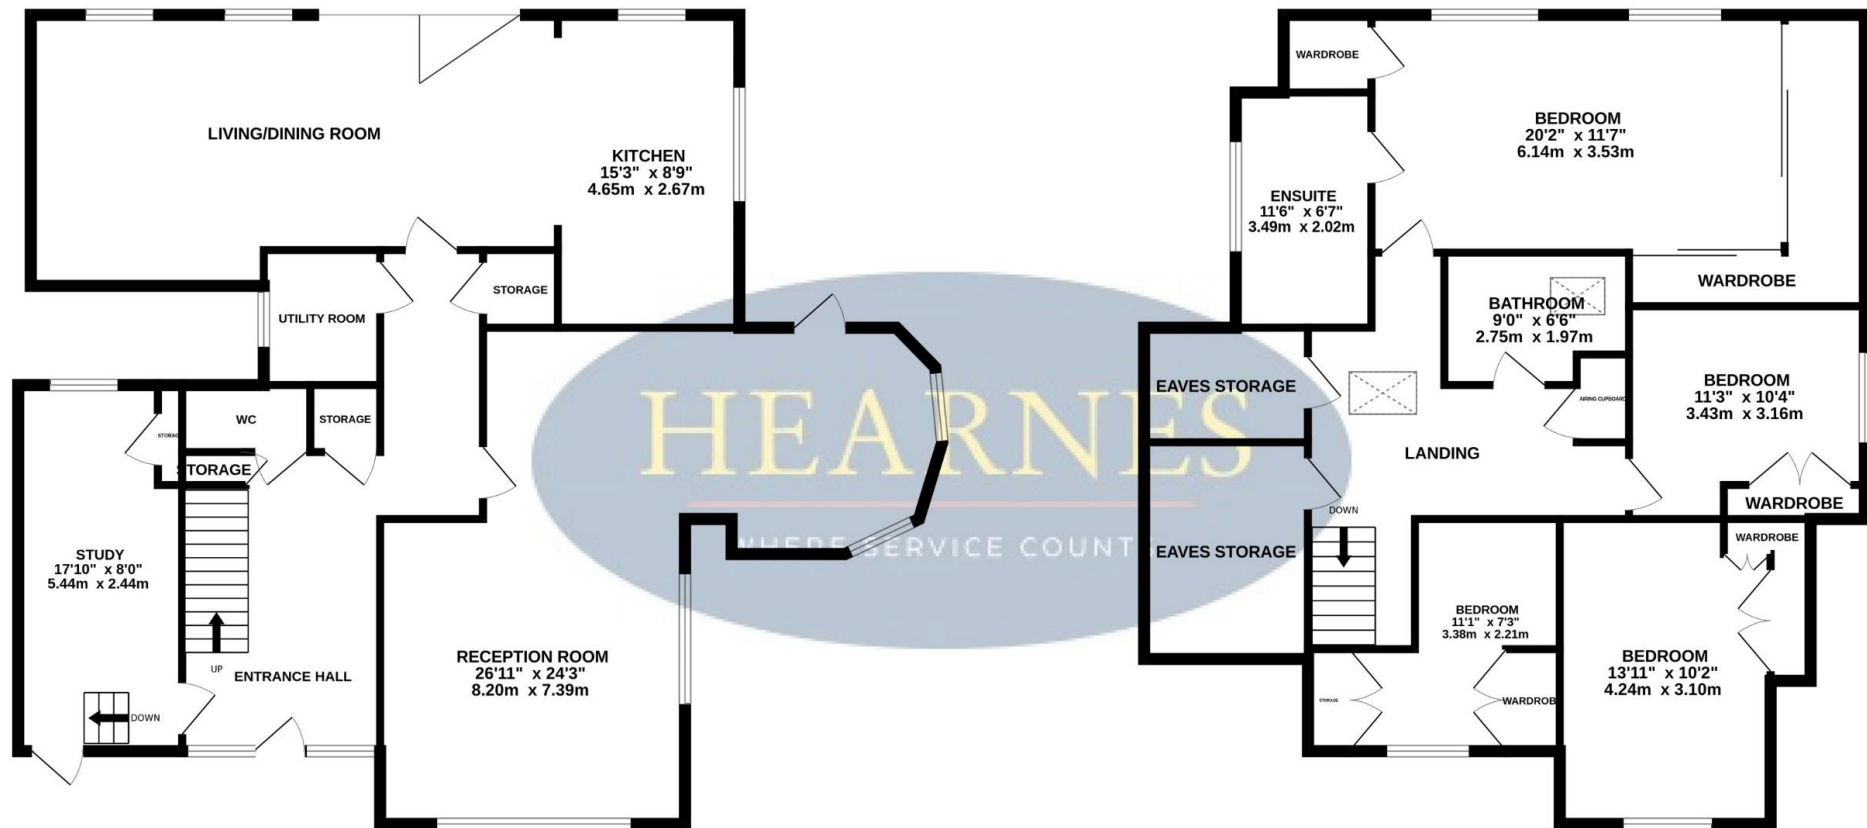 LIVING/DINING ROOM
KITCHEN
15'3" x 8'9"
4.65m x 2.67m
UTILITY ROOM
STORAGE
WC
STORAGE
STORAGE
STORAGE
STUDY
17'10" x 8'0"
5.44m x 2.44m
UP
ENTRANCE HALL
DOWN
RECEPTION ROOM
26'11" x 24'3"
8.20m x 7.39m
HEARNES
WHERE SERVICE COUNTS
WARDROBE
BEDROOM
20'2" x 11'7"
6.14m x 3.53m
ENSUITE
11'6" x 6'7"
3.49m x 2.02m
WARDROBE
BATHROOM
9'0" x 6'6"
2.75m x 1.97m
EAVES STORAGE
AIRING CUPBOARD
BEDROOM
11'3" x 10'4"
3.43m x 3.16m
LANDING
WARDROBE
DOWN
EAVES STORAGE
WARDROBE
BEDROOM
11'1" x 7'3"
3.38m x 2.21m
BEDROOM
13'11" x 10'2"
4.24m x 3.10m
STORAGE
WARDROB